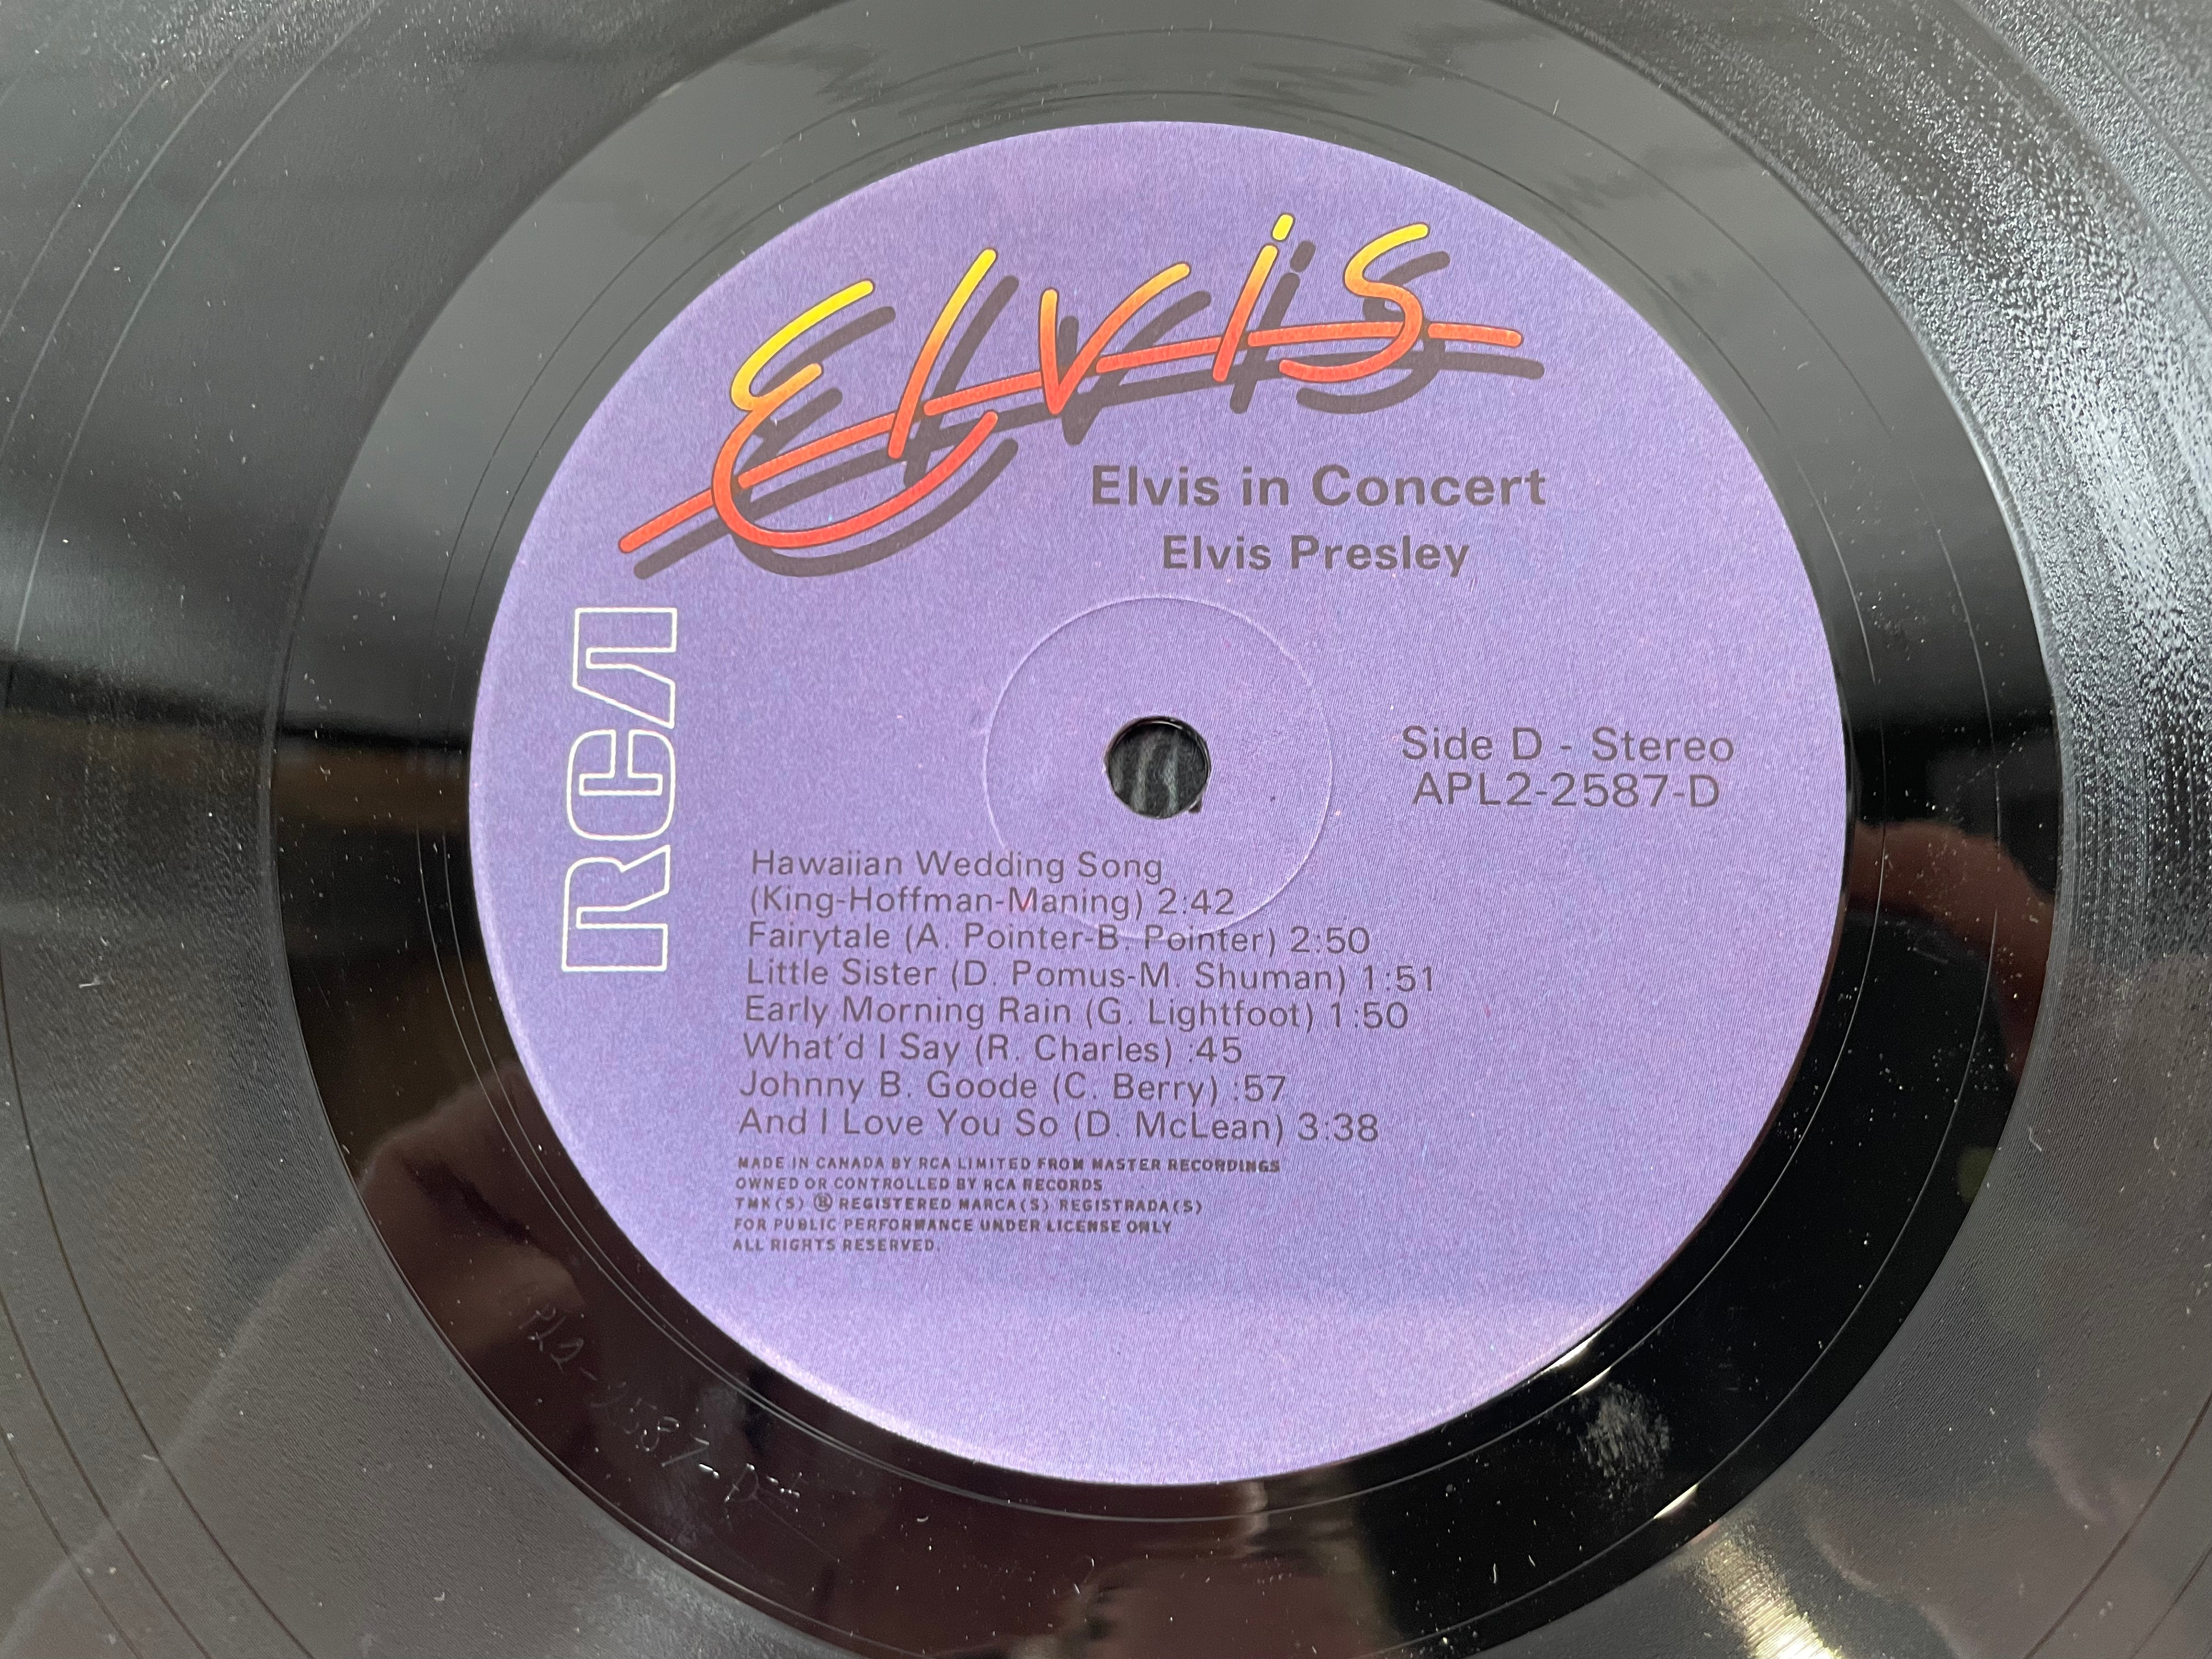 Elvis
Elvis in Concert
Elvis Presley
RCA
Side D - Stereo
APL2-2587-D
Hawaiian Wedding Song
(King-Hoffman-Maning) 2:42
Fairytale (A. Pointer-B. Pointer) 2:50
Little Sister (D. Pomus-M. Shuman) 1:51
Early Morning Rain (G. Lightfoot) 1:50
What'd I Say (R. Charles) :45
Johnny B. Goode (C. Berry) :57
And I Love You So (D. McLean) 3:38
MADE IN CANADA BY RCA LIMITED FROM MASTER RECORDINGS
OWNED OR CONTROLLED BY RCA RECORDS
TMK(S) ® REGISTERED MARCA(S) REGISTRADA(S)
FOR PUBLIC PERFORMANCE UNDER LICENSE ONLY
ALL RIGHTS RESERVED.